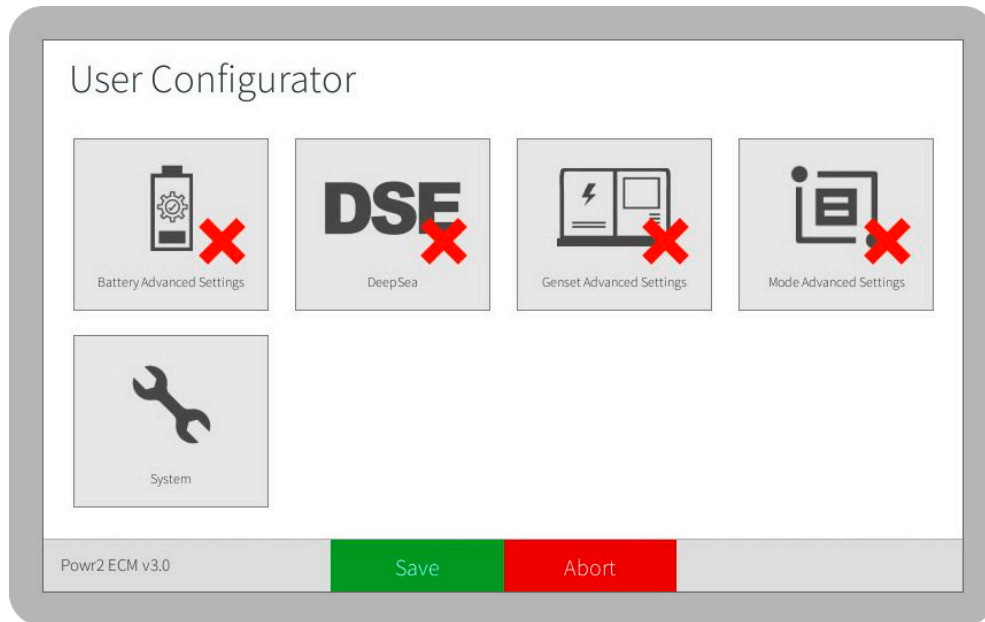 User Configurator
DSE
Battery Advanced Settings
DeepSea
Genset Advanced Settings
Mode Advanced Settings
System
Powr2 ECM v3.0
Save
Abort